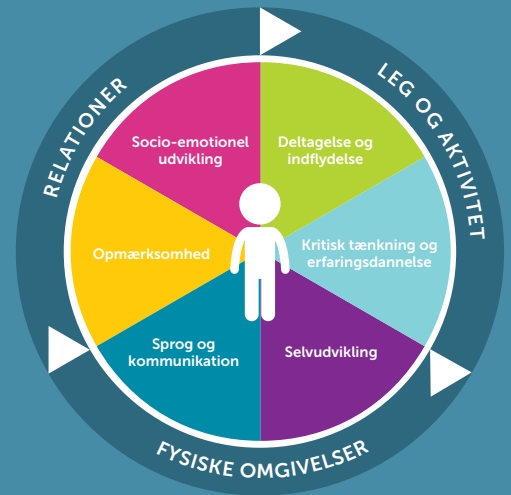 RELATIONER
LEG OG AKTIVITET
Socio-emotionel
udvikling
Deltagelse og
indflydelse
Opmærksomhed
Kritisk tænkning og
erfaringsdannelse
Sprog og
kommunikation
Selvudvikling
FYSISKE OMGIVELSER